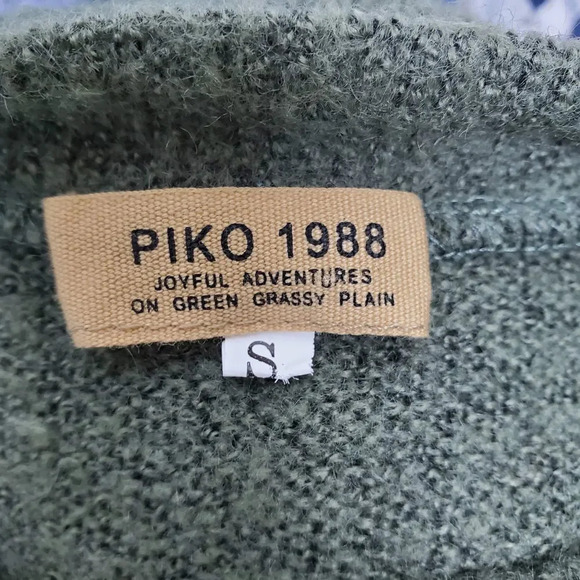 PIKO 1988
JOYFUL ADVENTURES
ON GREEN GRASSY PLAIN
S